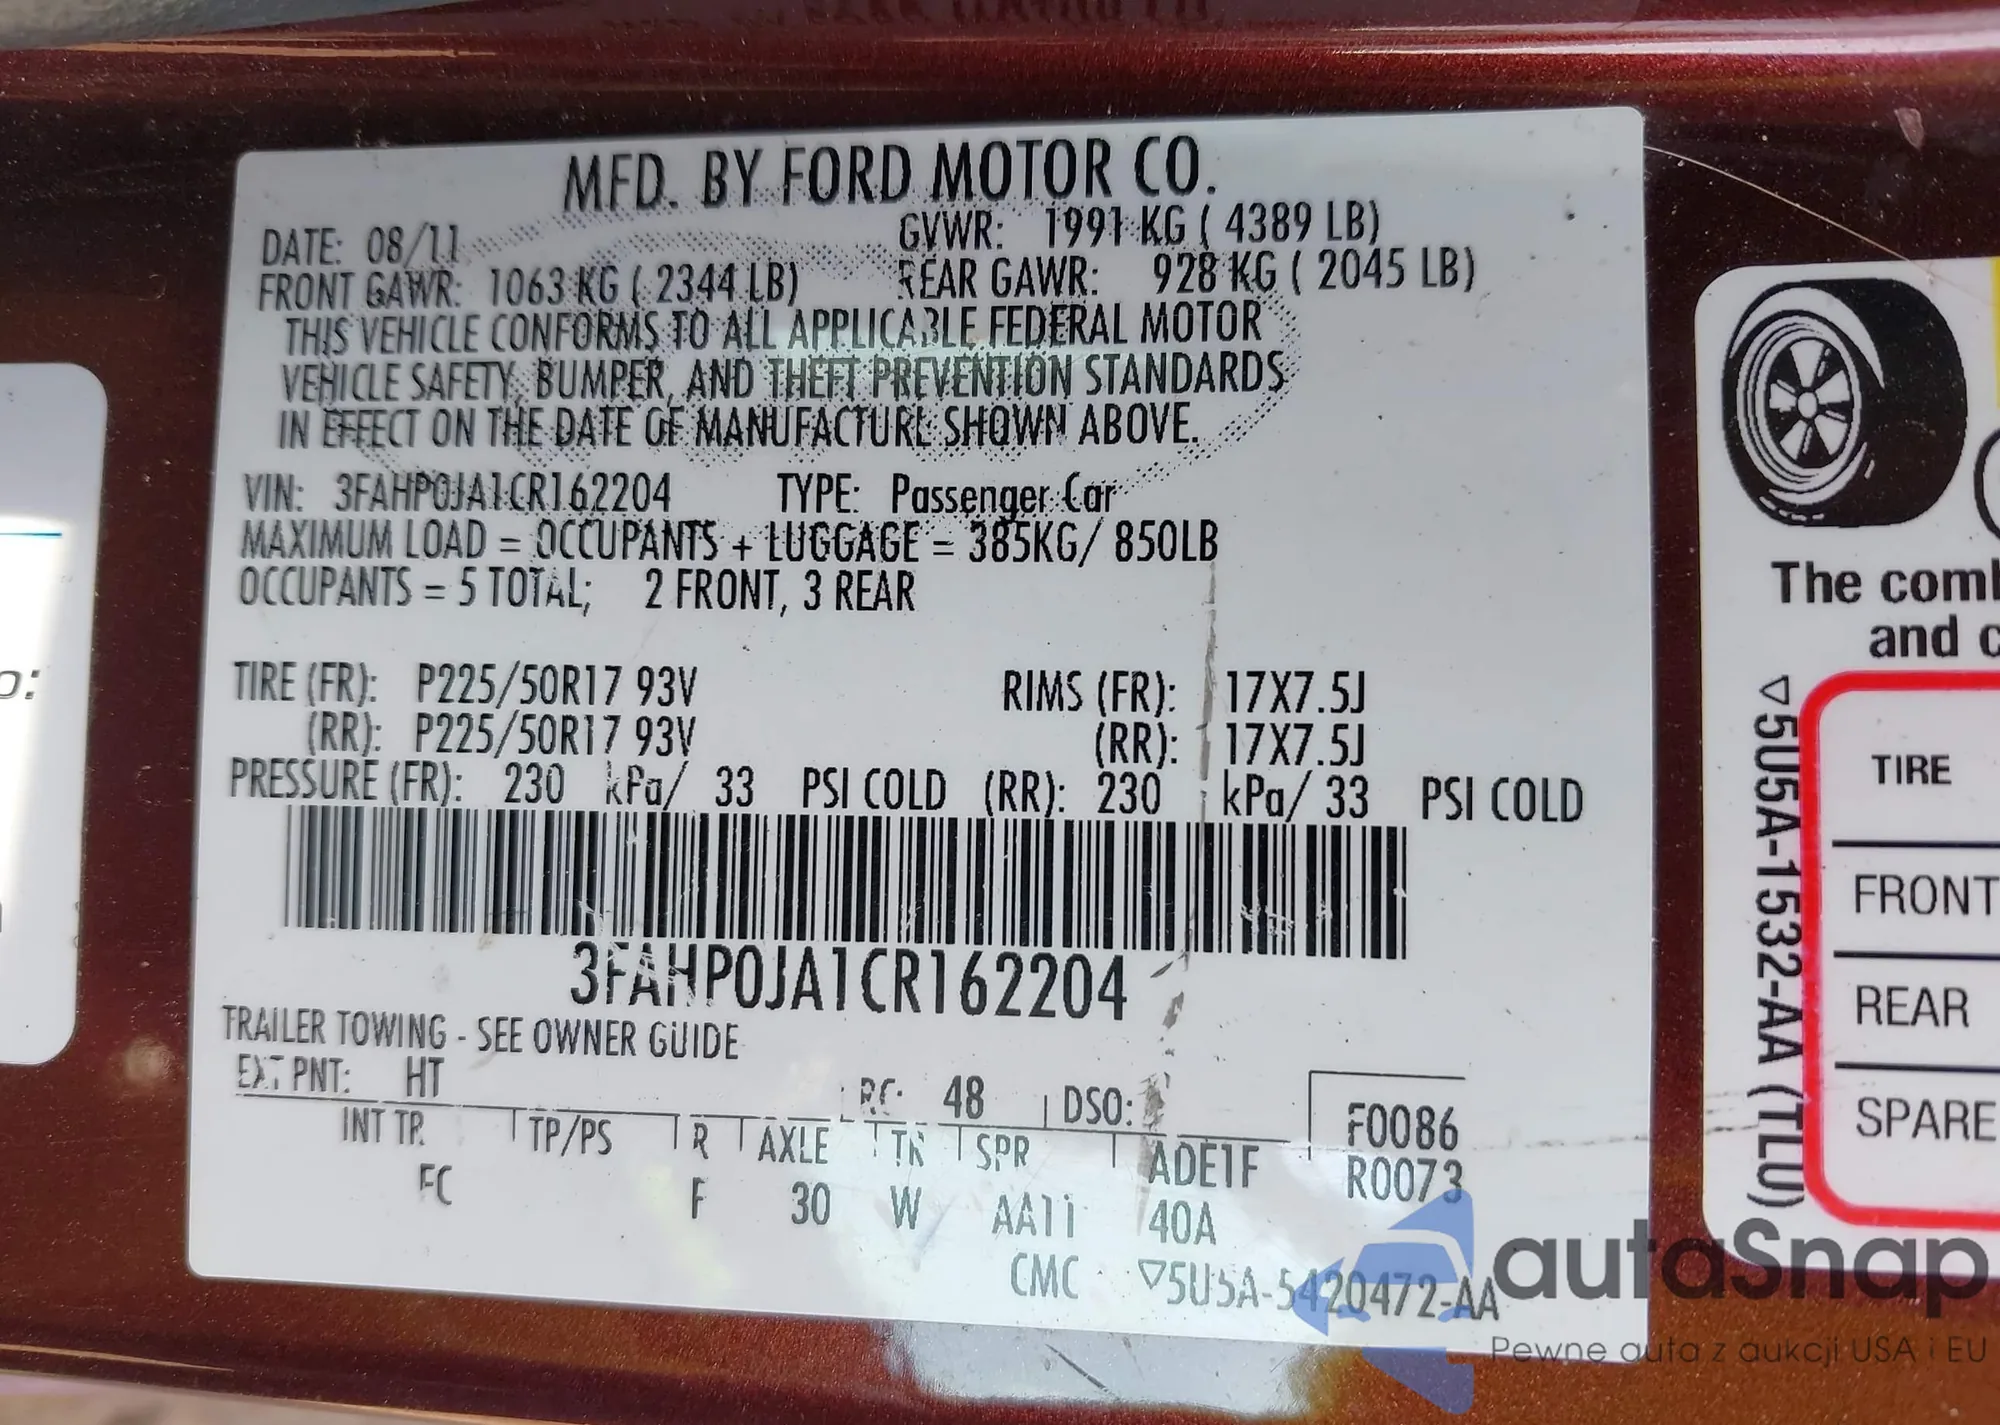 MFD. BY FORD MOTOR CO.
DATE: 08/11
GVWR: 1991 KG ( 4389 LB)
FRONT GAWR: 1063 KG ( 2344 LB)
REAR GAWR: 928 KG ( 2045 LB)
THIS VEHICLE CONFORMS TO ALL APPLICABLE FEDERAL MOTOR
VEHICLE SAFETY, BUMPER, AND THEFT PREVENTION STANDARDS
IN EFFECT ON THE DATE OF MANUFACTURE SHOWN ABOVE.
VIN: 3FAHP0JA1CR162204 TYPE: Passenger Car
MAXIMUM LOAD = OCCUPANTS + LUGGAGE = 385KG/ 850LB
OCCUPANTS = 5 TOTAL; 2 FRONT, 3 REAR
TIRE (FR): P225/50R17 93V RIMS (FR): 17X7.5J
(RR): P225/50R17 93V (RR): 17X7.5J
PRESSURE (FR): 230 kPa/ 33 PSI COLD (RR): 230 kPa/ 33 PSI COLD
3FAHP0JA1CR162204
TRAILER TOWING - SEE OWNER GUIDE
EXT PNT: HT RC: 48 DSO:
F0086
R0073
INT TR TP/PS R AXLE TR SPR ADE1F
FC F 30 W AA11 40A
CMC ▽5U5A-5420472-AA
The
and
▽5U5A-1532-AA (TLU)
TIRE
FRONT
REAR
SPARE
autaSnap
Pewne auta z aukcji USA i EU